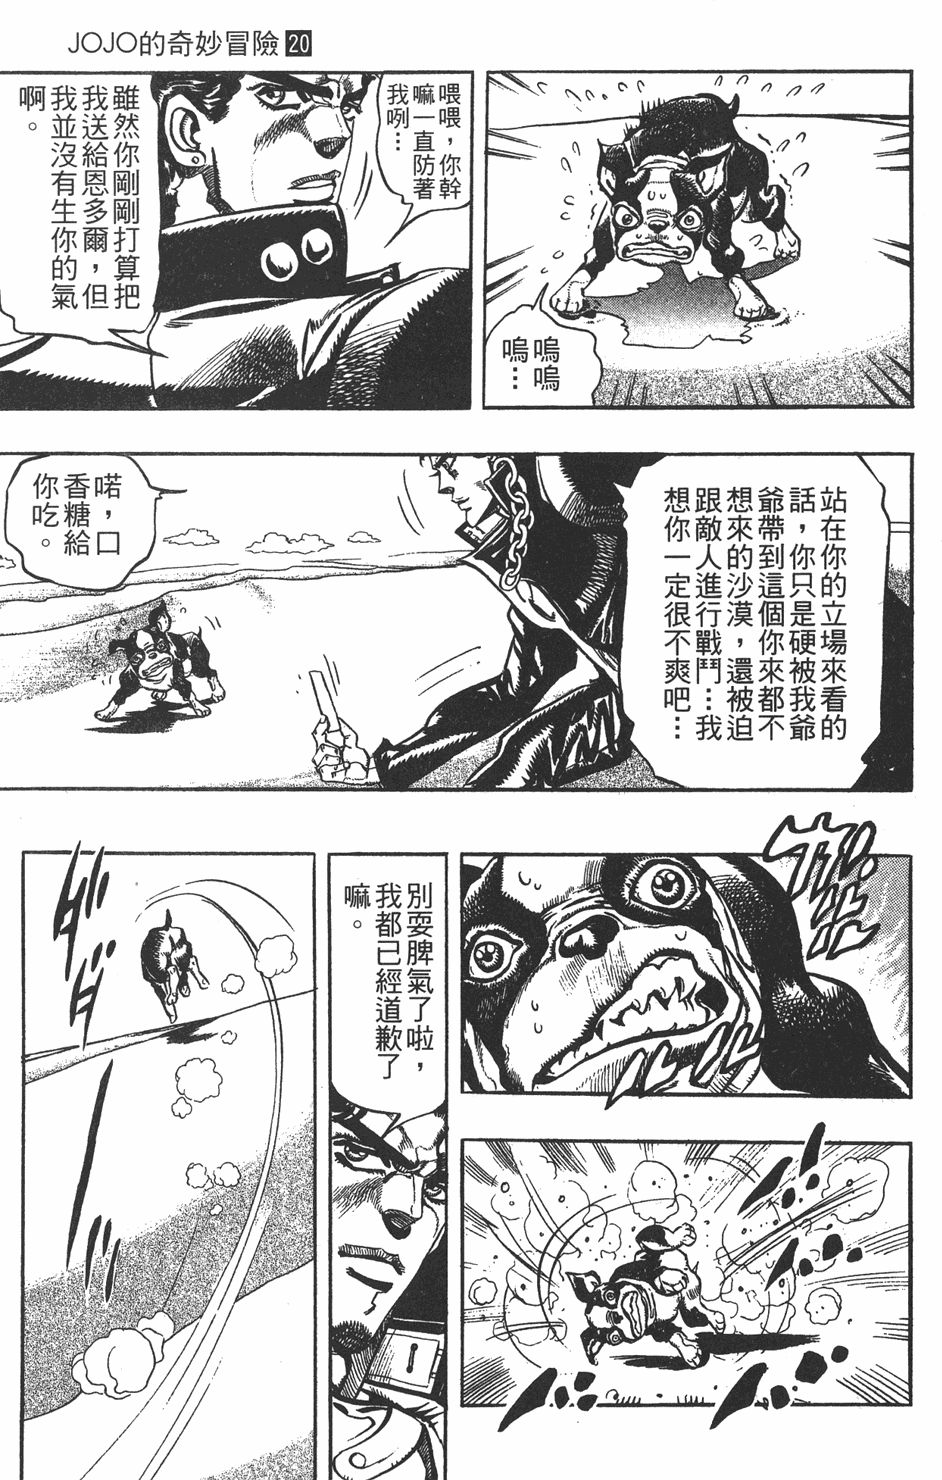 JOJO的奇妙冒險20
嗚嗚
嗚…
喂喂，你幹
嘛一直防著
我咧…
雖然你剛剛打算把
我送給恩多爾，但
我並沒有生你的氣
啊。
站在你的立場來看的
話，你只是硬被我爺
爺帶到這個你來都不
想來的沙漠，還被迫
跟敵人進行戰鬥…我
想你一定很不爽吧…
喏，口
香糖給
你吃。
別耍脾氣了啦，
我都已經道歉了
嘛。